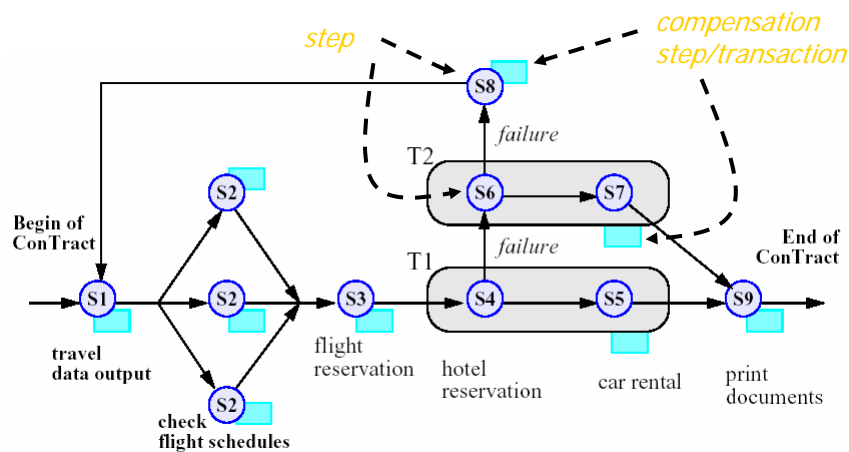 step
compensation
step/transaction
S8
failure
T2
S2
S6
S7
Begin of
ConTract
failure
End of
ConTract
T1
S1
S2
S3
S4
S5
S9
travel
data output
flight
reservation
hotel
reservation
car rental
print
documents
S2
check
flight schedules